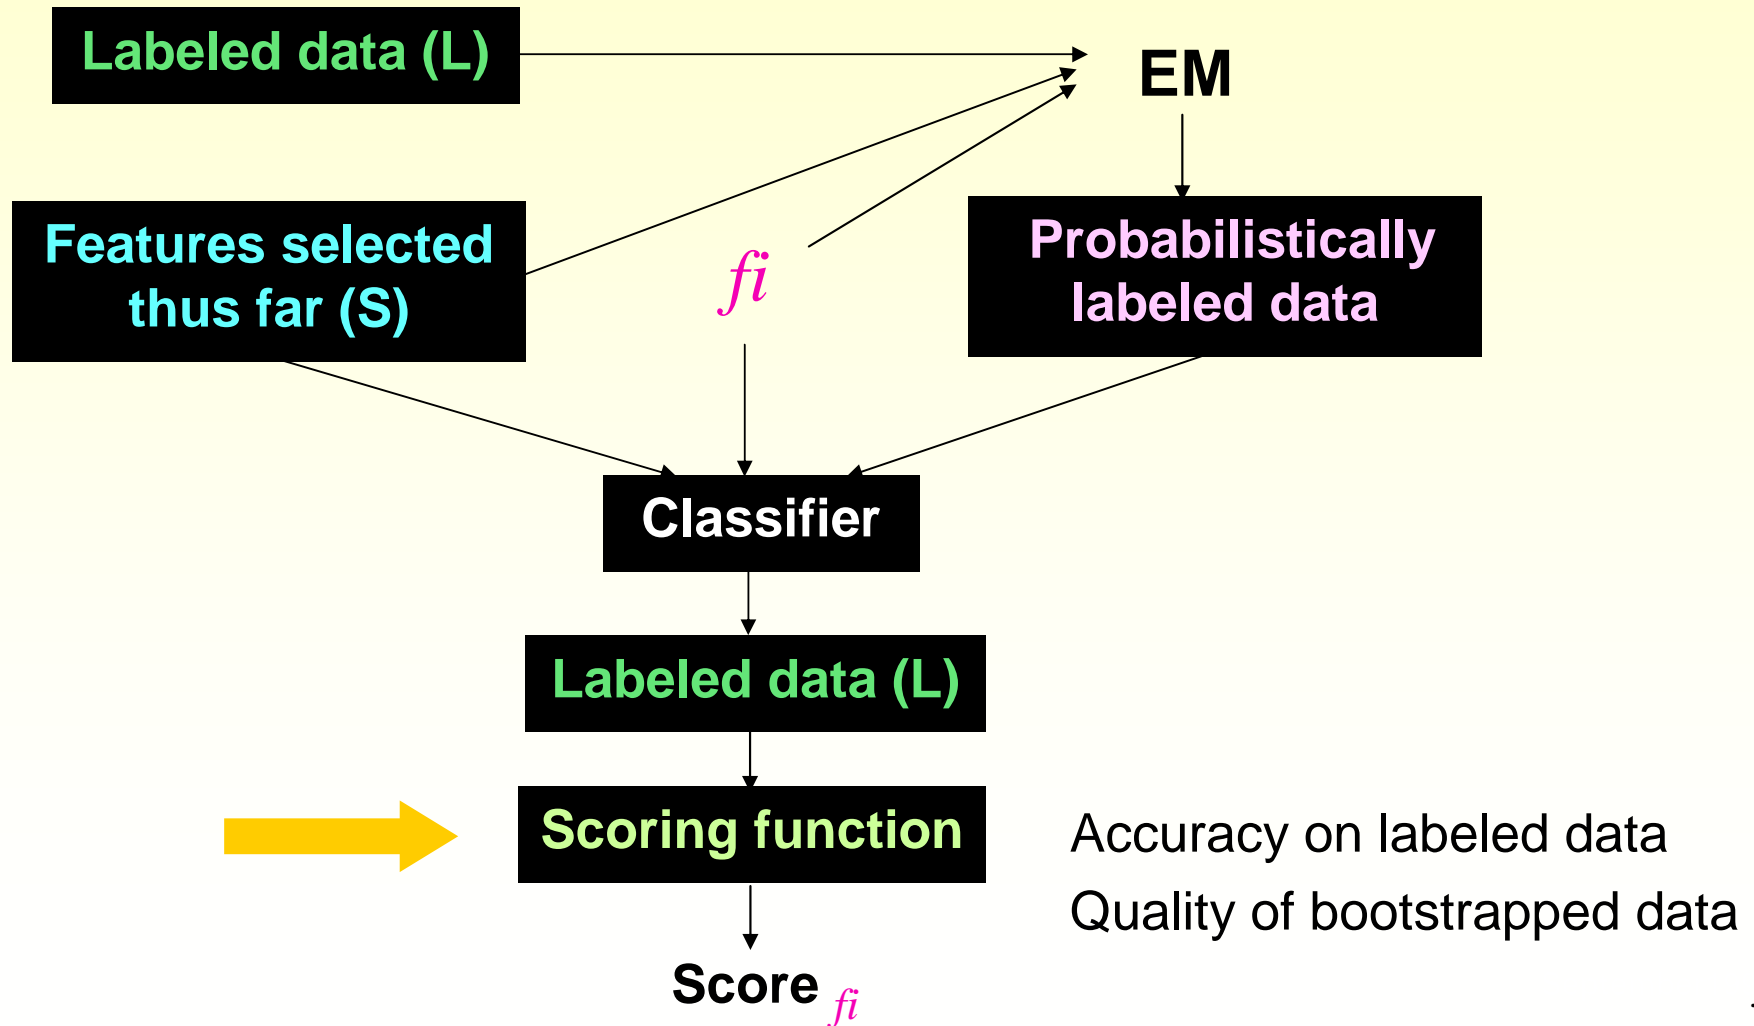 Labeled data (L)
EM
Features selected
thus far (S)
fi
Probabilistically
labeled data
Classifier
Labeled data (L)
Scoring function
Accuracy on labeled data
Quality of bootstrapped data
Score fi